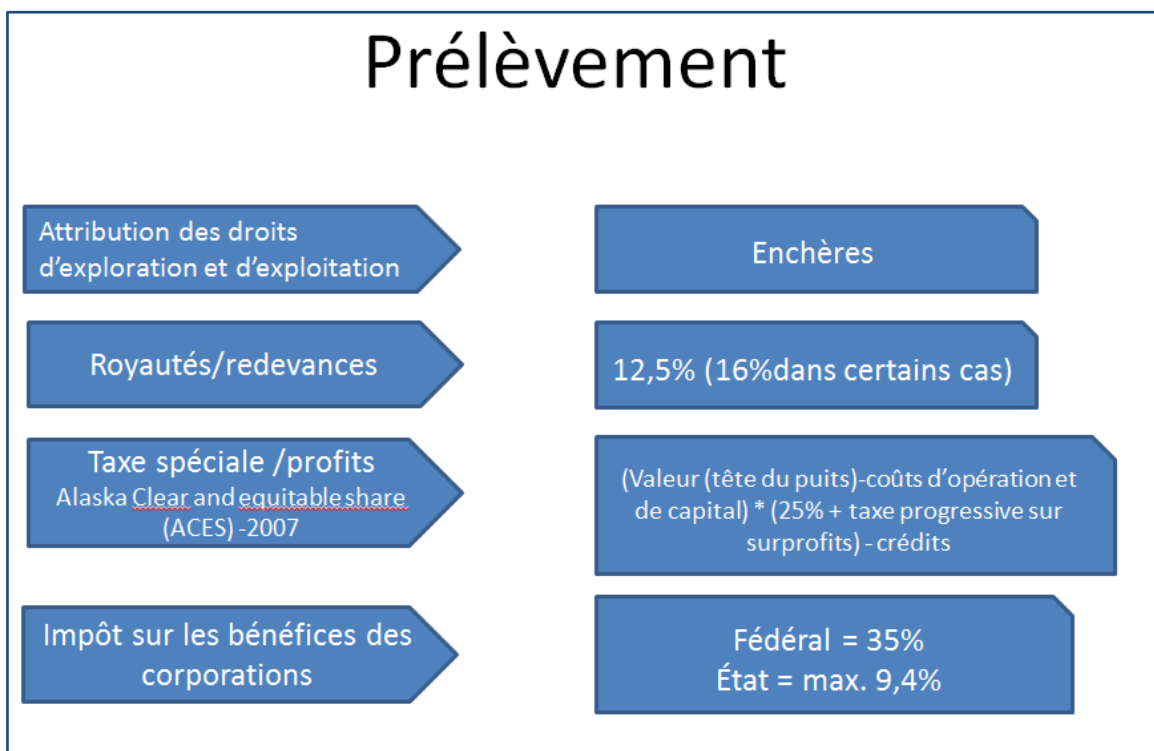 Prélèvement
Attribution des droits
d'exploration et d'exploitation
Enchères
Royautés/redevances
12,5% (16%dans certains cas)
Taxe spéciale /profits
Alaska Clear and equitable share
(ACES) -2007
(Valeur (tête du puits)-coûts d'opération et
de capital) * (25% + taxe progressive sur
surprofits) - crédits
Impôt sur les bénéfices des
corporations
Fédéral = 35%
État = max. 9,4%